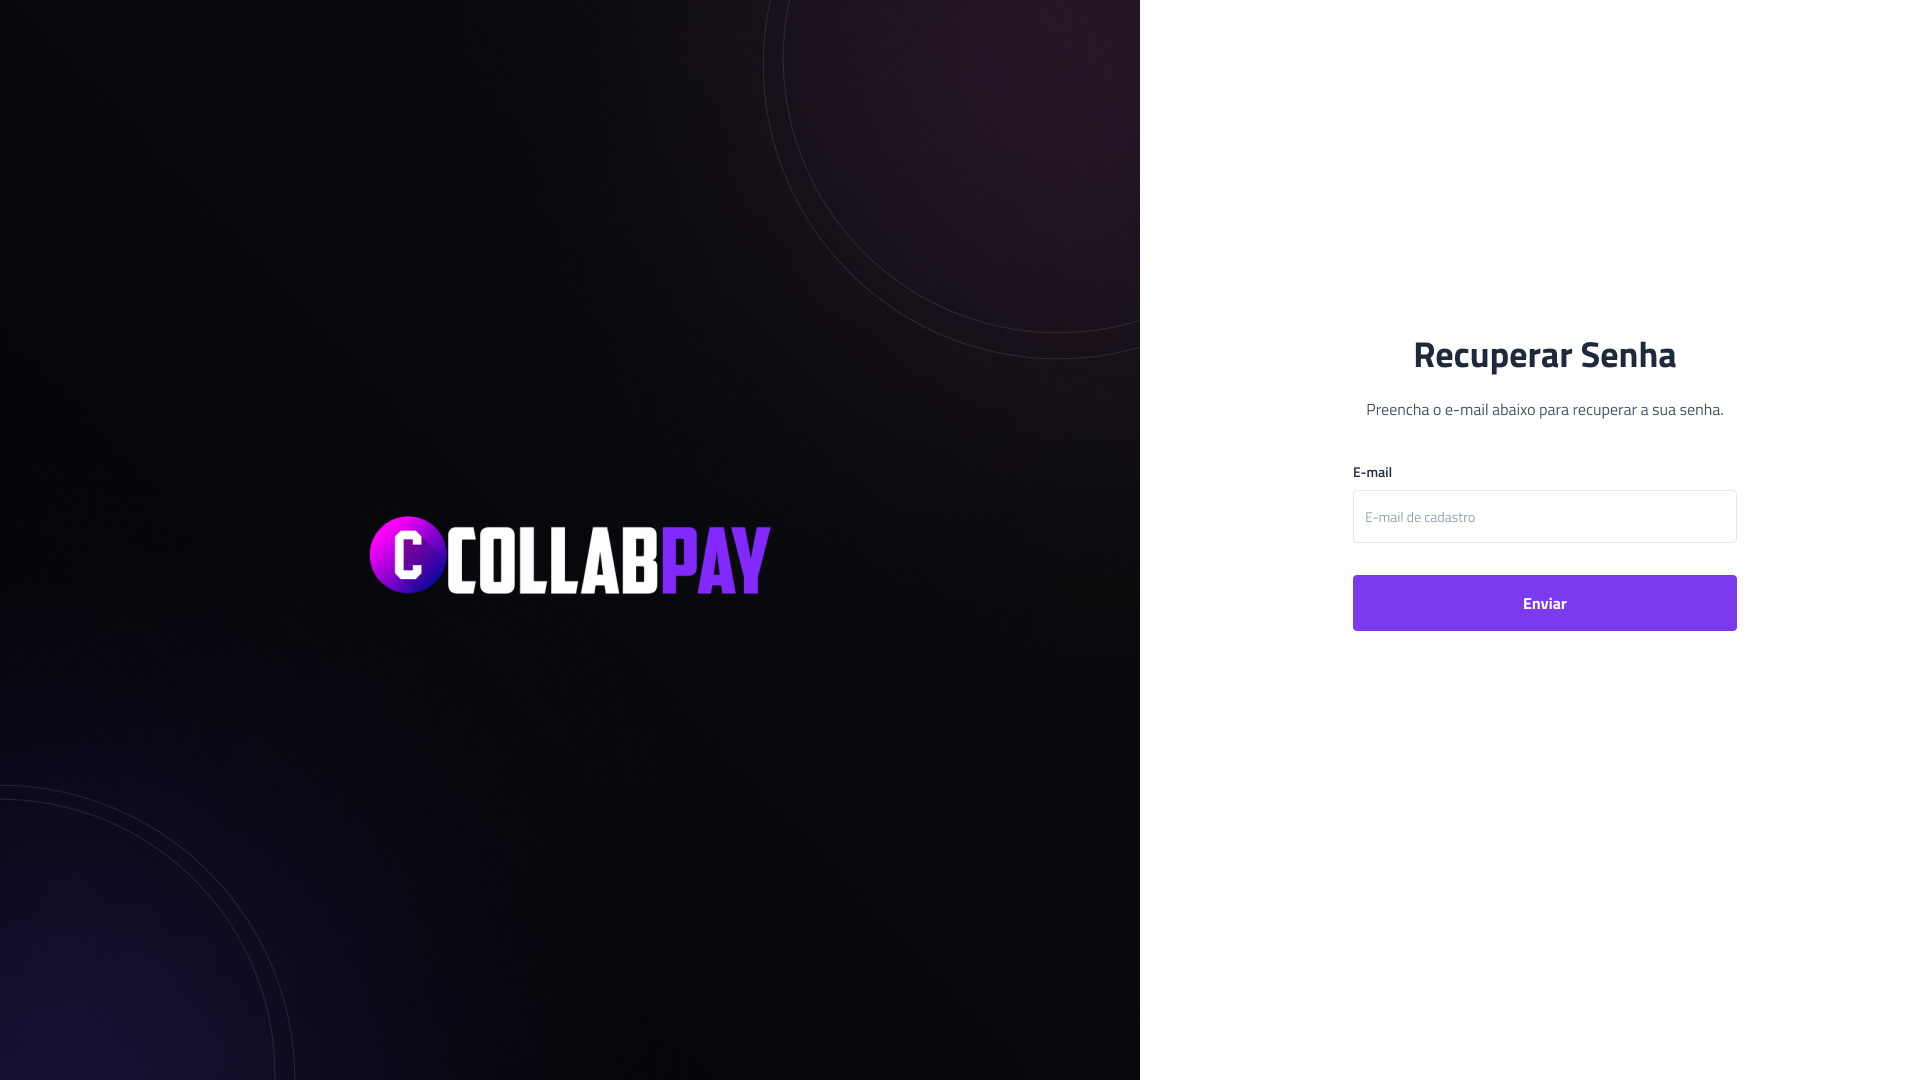 C COLLABPAY
Recuperar Senha
Preencha o e-mail abaixo para recuperar a sua senha.
E-mail
E-mail de cadastro
Enviar